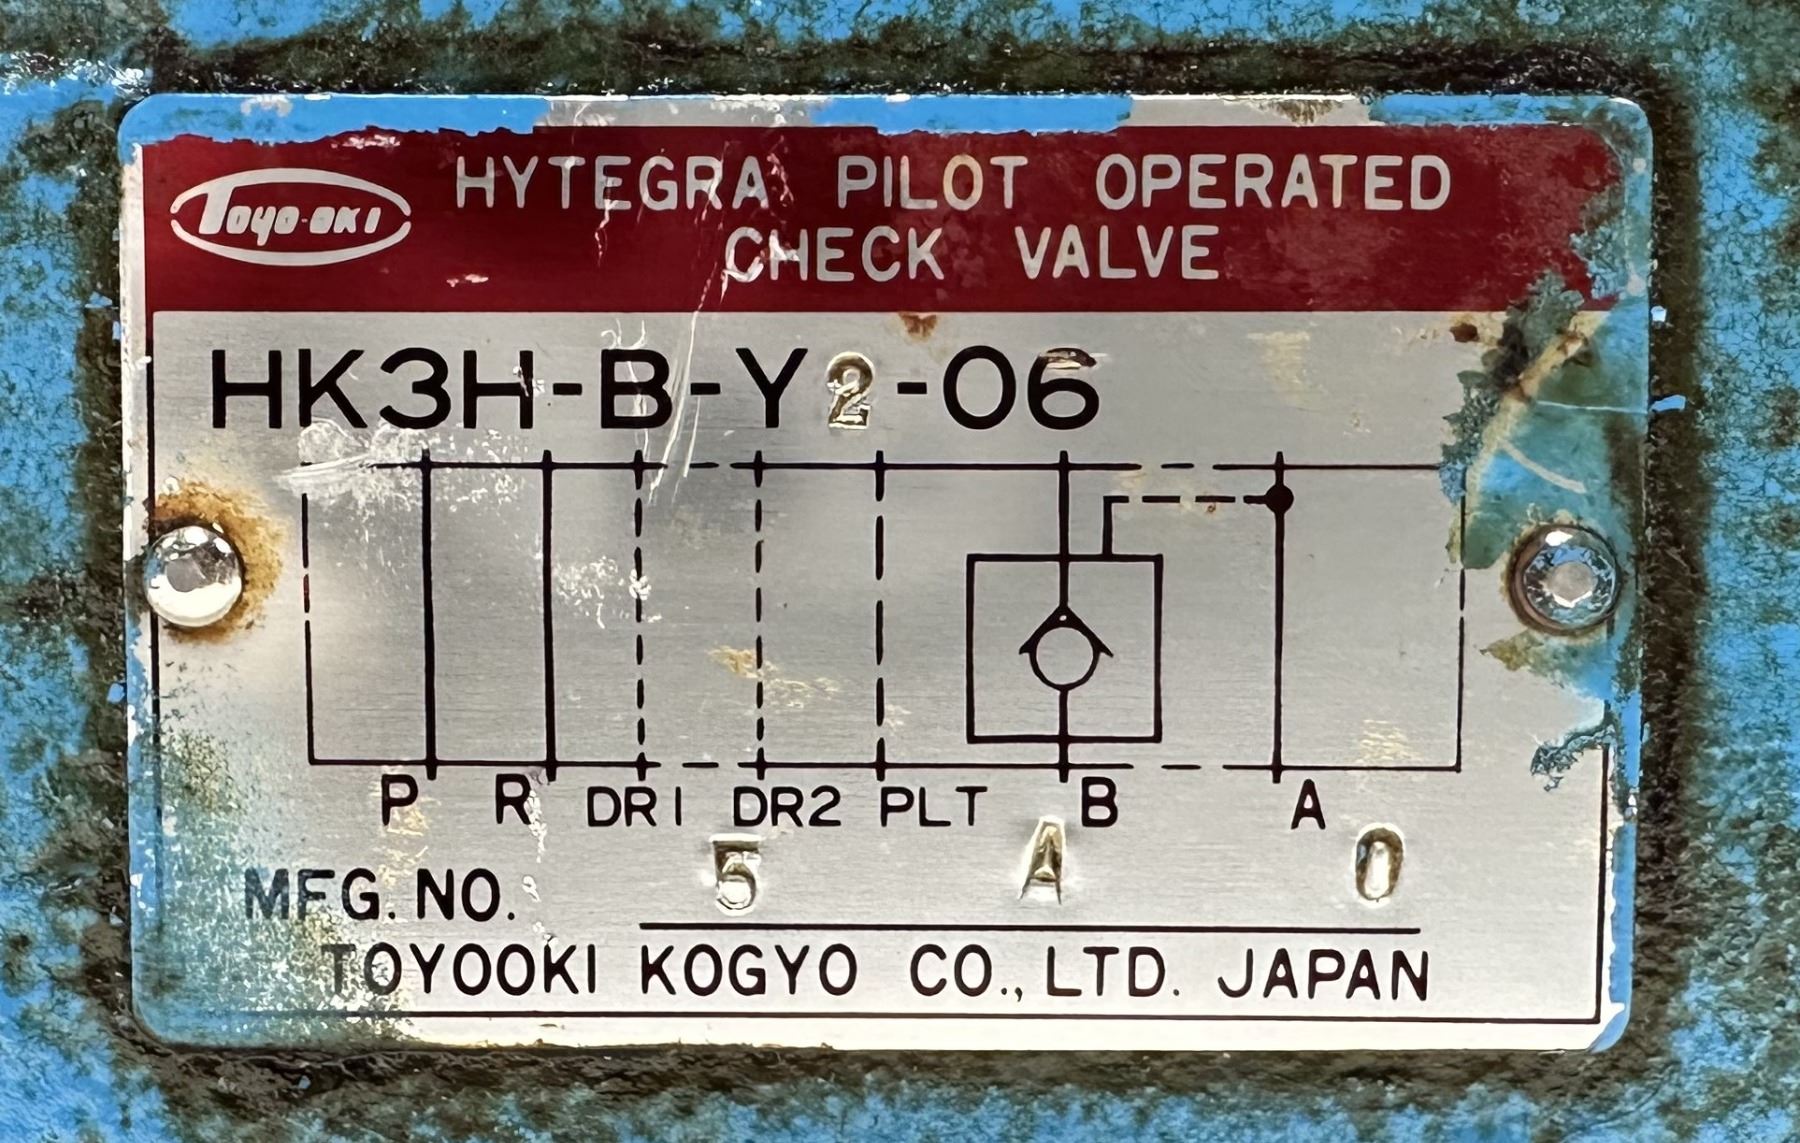 TOYO-OKI
HYTEGRA PILOT OPERATED
CHECK VALVE
HK3H-B-Y2-06
P R DR1 DR2 PLT B A
MFG. NO. 5 A 0
TOYOOKI KOGYO CO., LTD. JAPAN